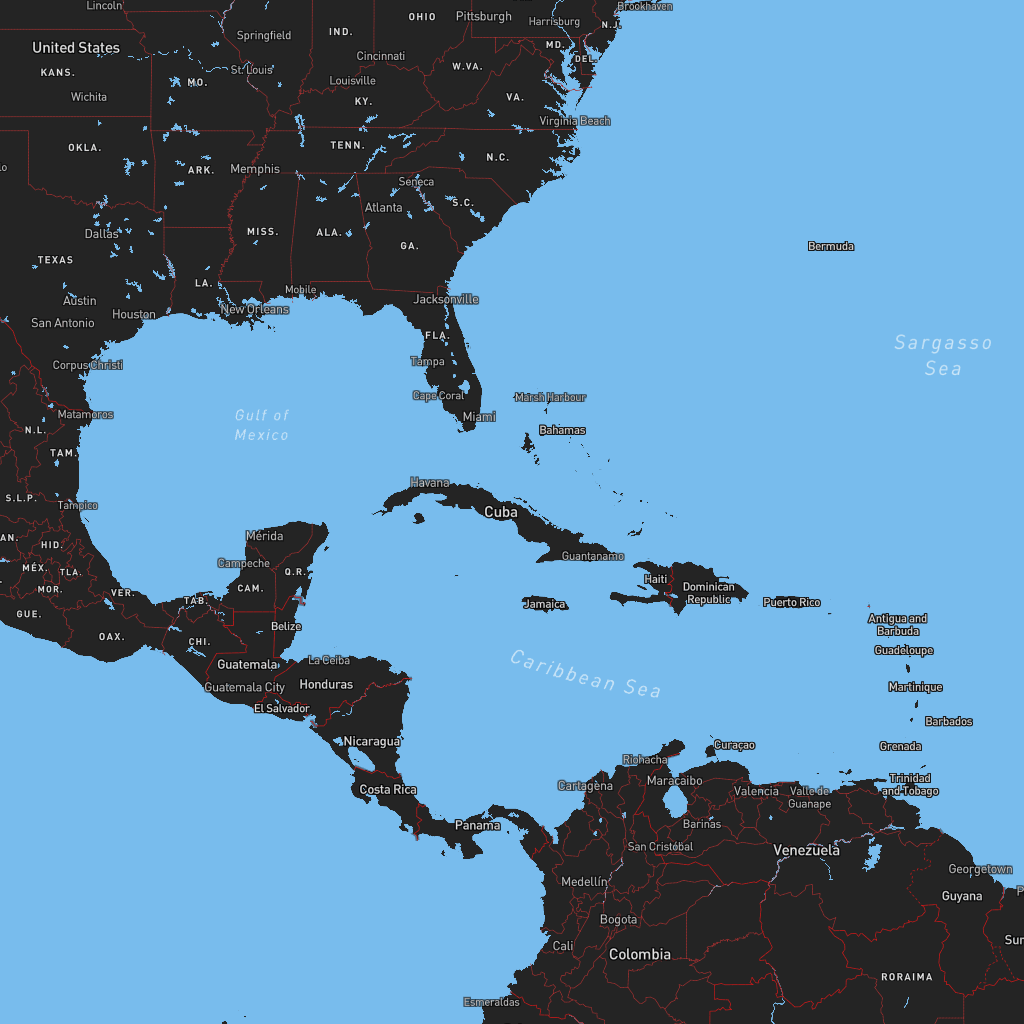 Lincoln
OHIO
Pittsburgh
Harrisburg
Brookhaven
N.J.
United States
Springfield
IND.
Cincinnati
MD.
DEL.
KANS.
MO.
St. Louis
Louisville
W.VA.
Wichita
KY.
VA.
Virginia Beach
OKLA.
TENN.
N.C.
ARK.
Memphis
Seneca
Atlanta
S.C.
Dallas
MISS.
ALA.
GA.
Bermuda
TEXAS
LA.
Mobile
Austin
Houston
New Orleans
Jacksonville
San Antonio
FLA.
Sargasso
Sea
Corpus Christi
Tampa
Cape Coral
Marsh Harbour
Matamoros
Gulf of
Mexico
Miami
Bahamas
N.L.
TAM.
Havana
S.L.P.
Tampico
Cuba
AN.
HID.
Mérida
Guantanamo
MÉX.
TLA.
Campeche
Q.R.
Haiti
MOR.
VER.
CAM.
Dominican
Republic
GUE.
TAB.
Jamaica
Puerto Rico
OAX.
CHI.
Belize
Antigua and
Barbuda
Guatemala
La Ceiba
Caribbean Sea
Guadeloupe
Guatemala City
Honduras
Martinique
El Salvador
Barbados
Nicaragua
Curaçao
Grenada
Riohacha
Costa Rica
Cartagena
Maracaibo
Valencia
Valle de
Guanape
Trinidad
and Tobago
Panama
Barinas
San Cristóbal
Venezuela
Medellín
Georgetown
Guyana
Bogota
Cali
Colombia
Sur
RORAIMA
Esmeraldas